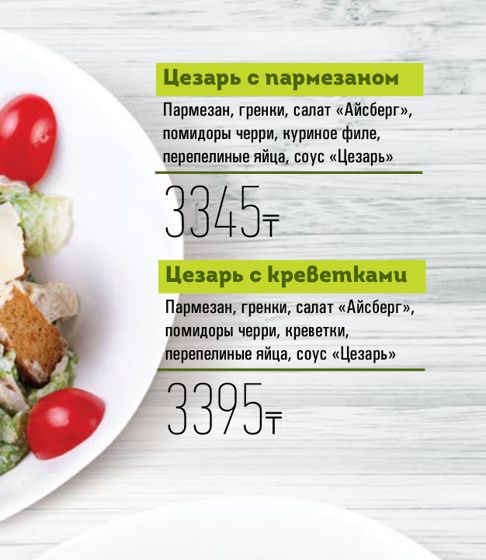 Цезарь с пармезаном
Пармезан, гренки, салат «Айсберг»,
помидоры черри, куриное филе,
перепелиные яйца, соус «Цезарь»
3345₸
Цезарь с креветками
Пармезан, гренки, салат «Айсберг»,
помидоры черри, креветки,
перепелиные яйца, соус «Цезарь»
3395₸